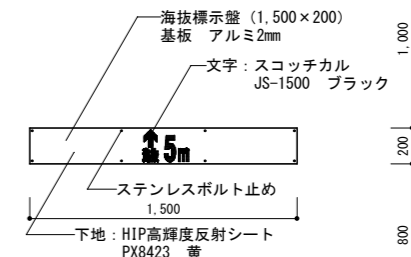 海抜標示盤（1,500×200）
基板　アルミ2mm
文字：スコッチカル
JS-1500　ブラック
1,000
5m
200
ステンレスボルト止め
1,500
下地：HIP高輝度反射シート
PX8423　黄
800